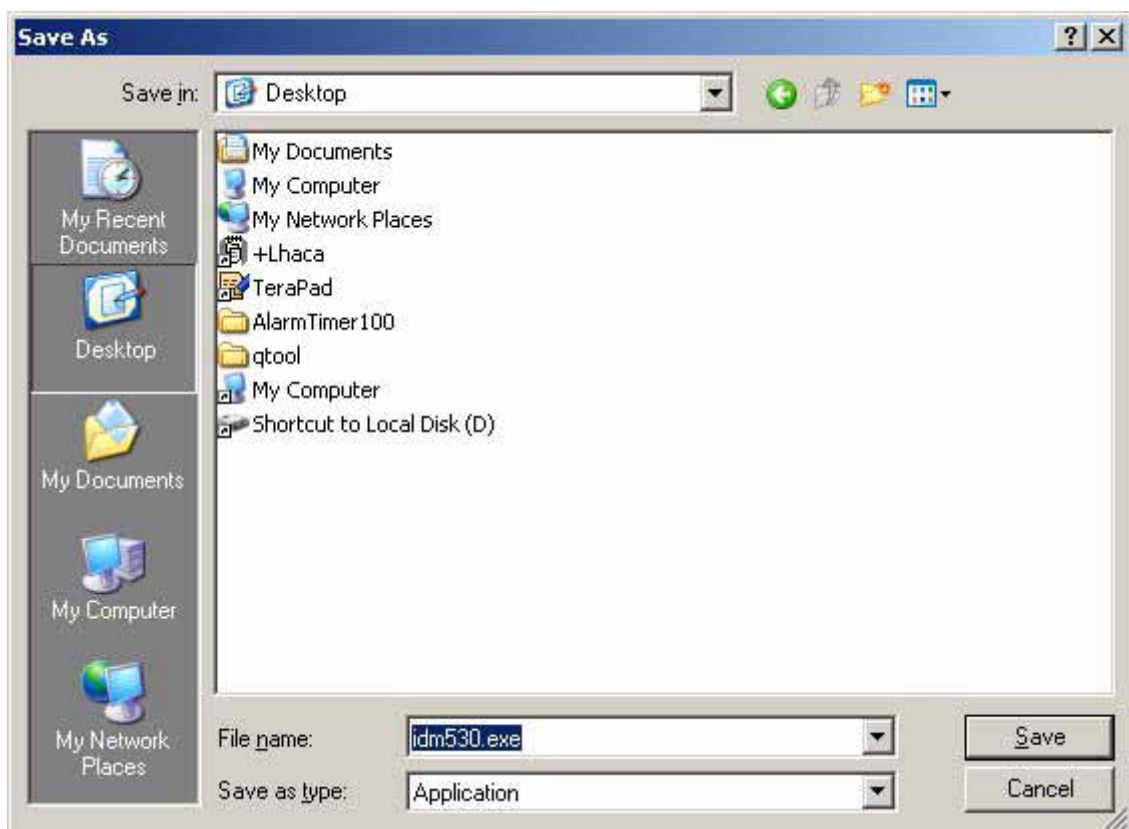 Save As
Save in:
Desktop
My Recent
Documents
Desktop
My Documents
My Computer
My Network
Places
My Documents
My Computer
My Network Places
+Lhaca
TeraPad
AlarmTimer100
qtool
My Computer
Shortcut to Local Disk (D)
File name:
idm530.exe
Save
Save as type:
Application
Cancel